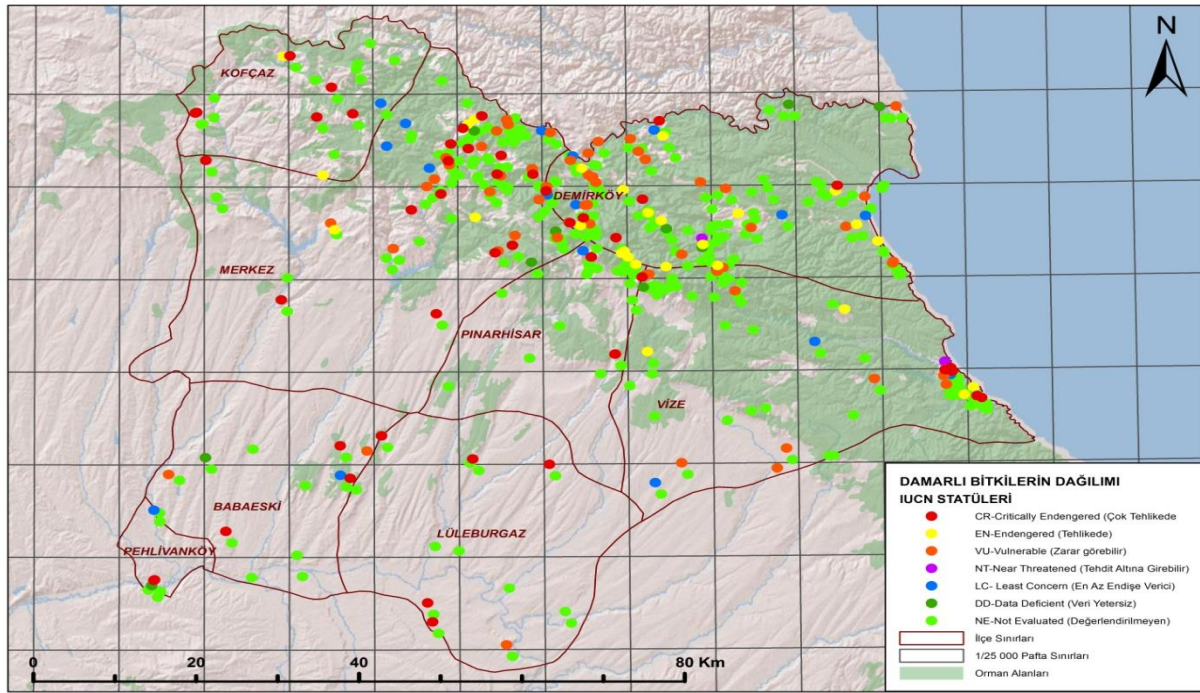 N
KOFÇAZ
DEMİRKÖY
MERKEZ
PINARHİSAR
VİZE
BABAESKİ
LÜLEBURGAZ
PEHLİVANKÖY
DAMARLI BİTKİLERİN DAĞILIMI
IUCN STATÜLERİ
CR-Critically Endangered (Çok Tehlikede
EN-Endangered (Tehlikede)
VU-Vulnerable (Zarar görebilir)
NT-Near Threatened (Tehdit Altına Girebilir)
LC- Least Concern (En Az Endişe Verici)
DD-Data Deficient (Veri Yetersiz)
NE-Not Evaluated (Değerlendirilmeyen)
İlçe Sınırları
1/25 000 Pafta Sınırları
Orman Alanları
0 20 40 80 Km